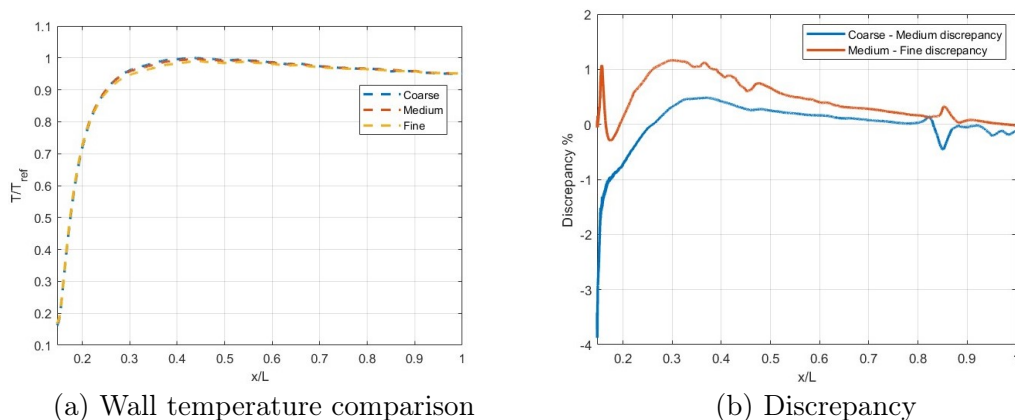 1.1
1
0.9
0.8
0.7
0.6
0.5
0.4
0.3
0.2
0.1
T/T_ref
0.2 0.3 0.4 0.5 0.6 0.7 0.8 0.9 1
x/L
Coarse
Medium
Fine
(a) Wall temperature comparison
2
1
0
-1
-2
-3
-4
Discrepancy %
0.2 0.3 0.4 0.5 0.6 0.7 0.8 0.9 1.0
x/L
Coarse - Medium discrepancy
Medium - Fine discrepancy
(b) Discrepancy